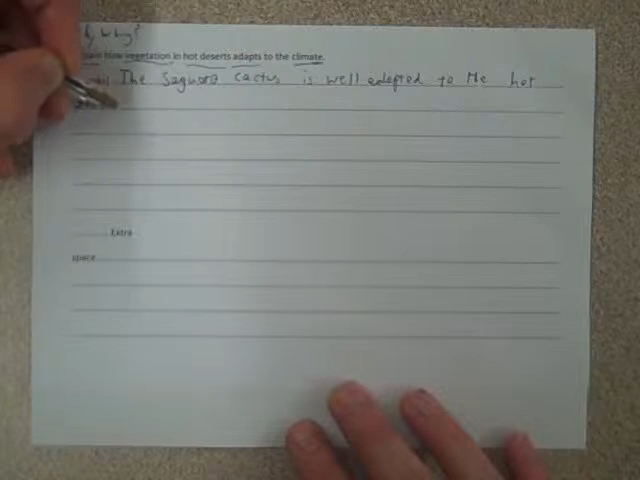 why?
how vegetation in hot deserts adapts to the climate.
The Saguaro cactus is well adapted to the hot
Extra
space